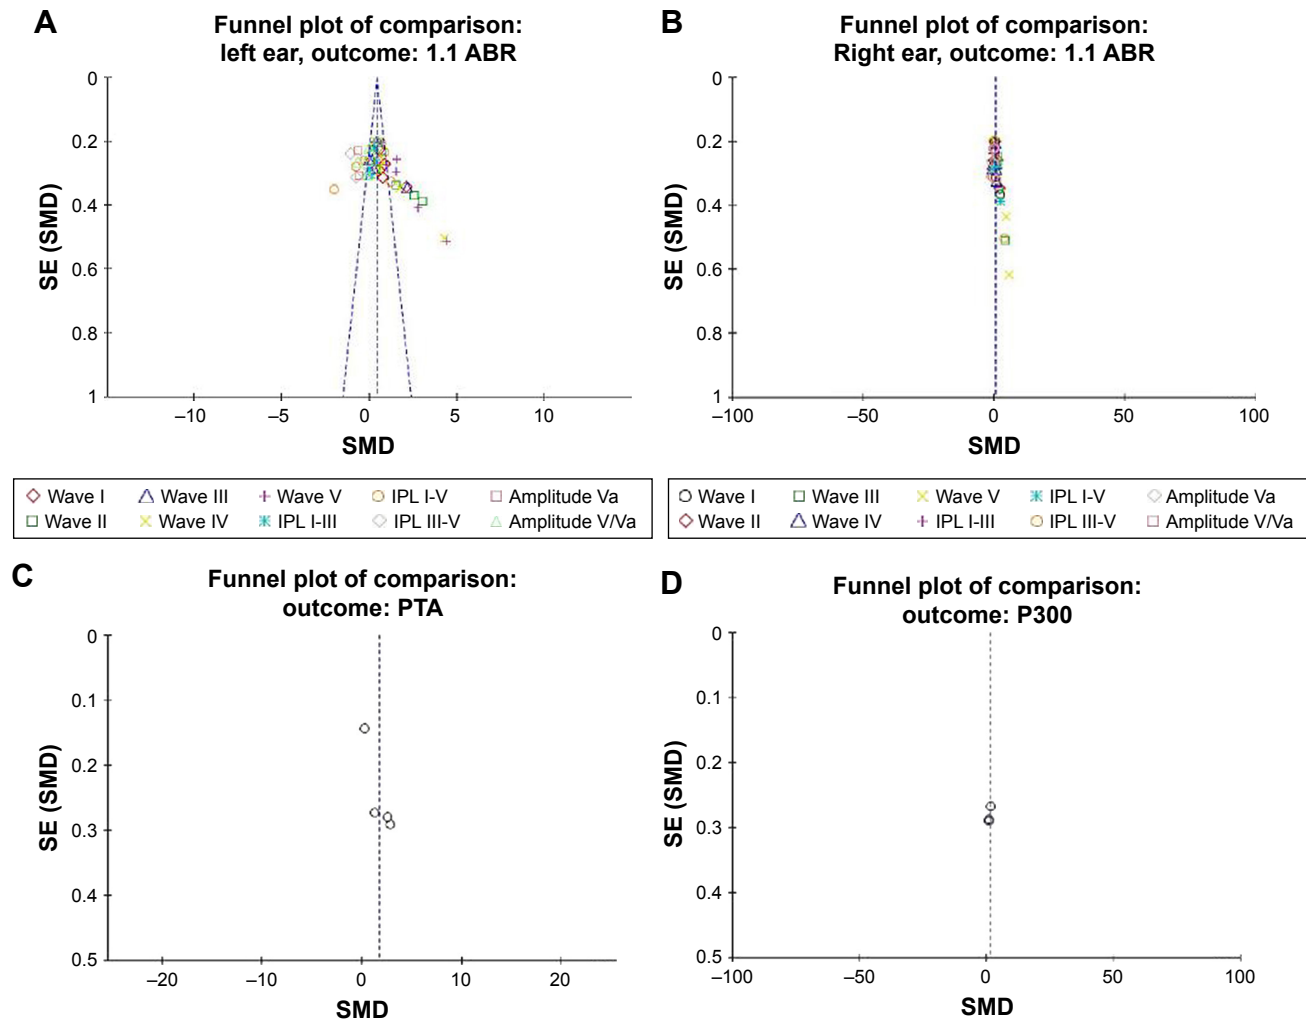 A
Funnel plot of comparison:
left ear, outcome: 1.1 ABR
SE (SMD)
0
0.2
0.4
0.6
0.8
1
–10
–5
0
5
10
SMD
Wave I
Wave III
Wave V
IPL I-V
Amplitude Va
Wave II
Wave IV
IPL I-III
IPL III-V
Amplitude V/Va
B
Funnel plot of comparison:
Right ear, outcome: 1.1 ABR
SE (SMD)
0
0.2
0.4
0.6
0.8
1
–100
–50
0
50
100
SMD
Wave I
Wave III
Wave V
IPL I-V
Amplitude Va
Wave II
Wave IV
IPL I-III
IPL III-V
Amplitude V/Va
C
Funnel plot of comparison:
outcome: PTA
SE (SMD)
0
0.1
0.2
0.3
0.4
0.5
–20
–10
0
10
20
SMD
D
Funnel plot of comparison:
outcome: P300
SE (SMD)
0
0.1
0.2
0.3
0.4
0.5
–100
–50
0
50
100
SMD